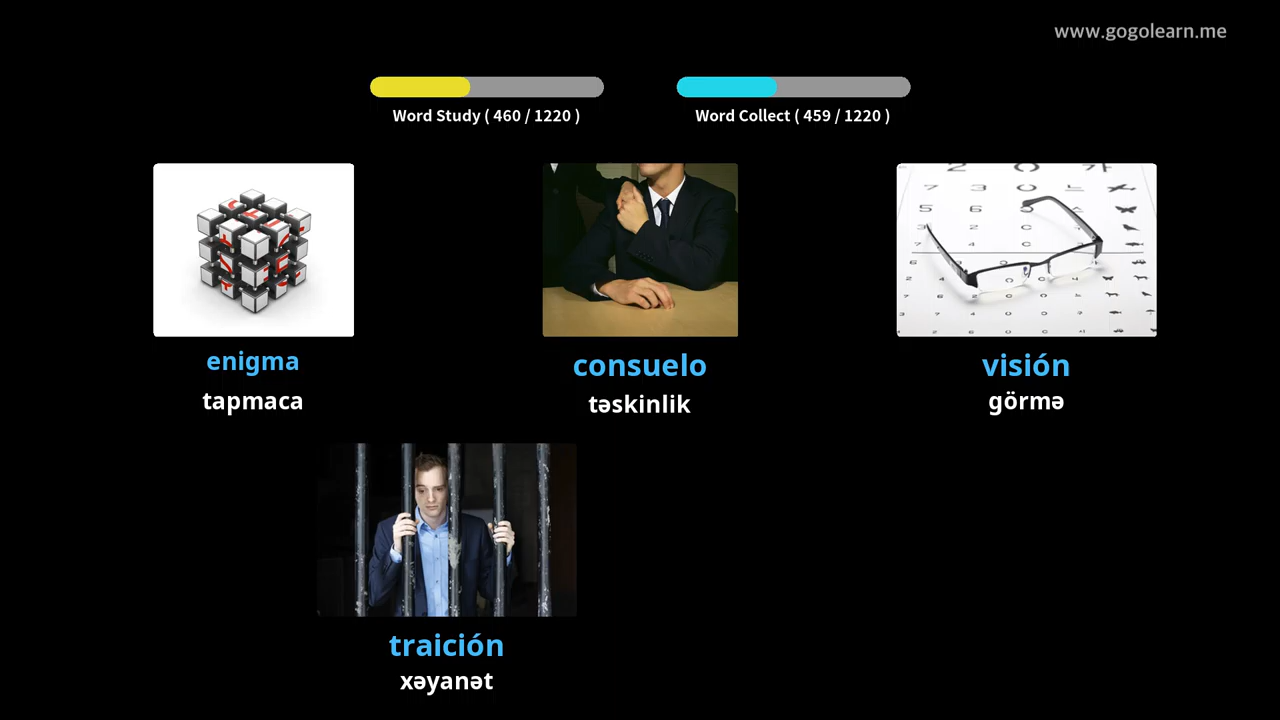 www.gogolearn.me
Word Study ( 460 / 1220 )
Word Collect ( 459 / 1220 )
enigma
tapmaca
consuelo
təskinlik
visión
görmə
traición
xəyanət